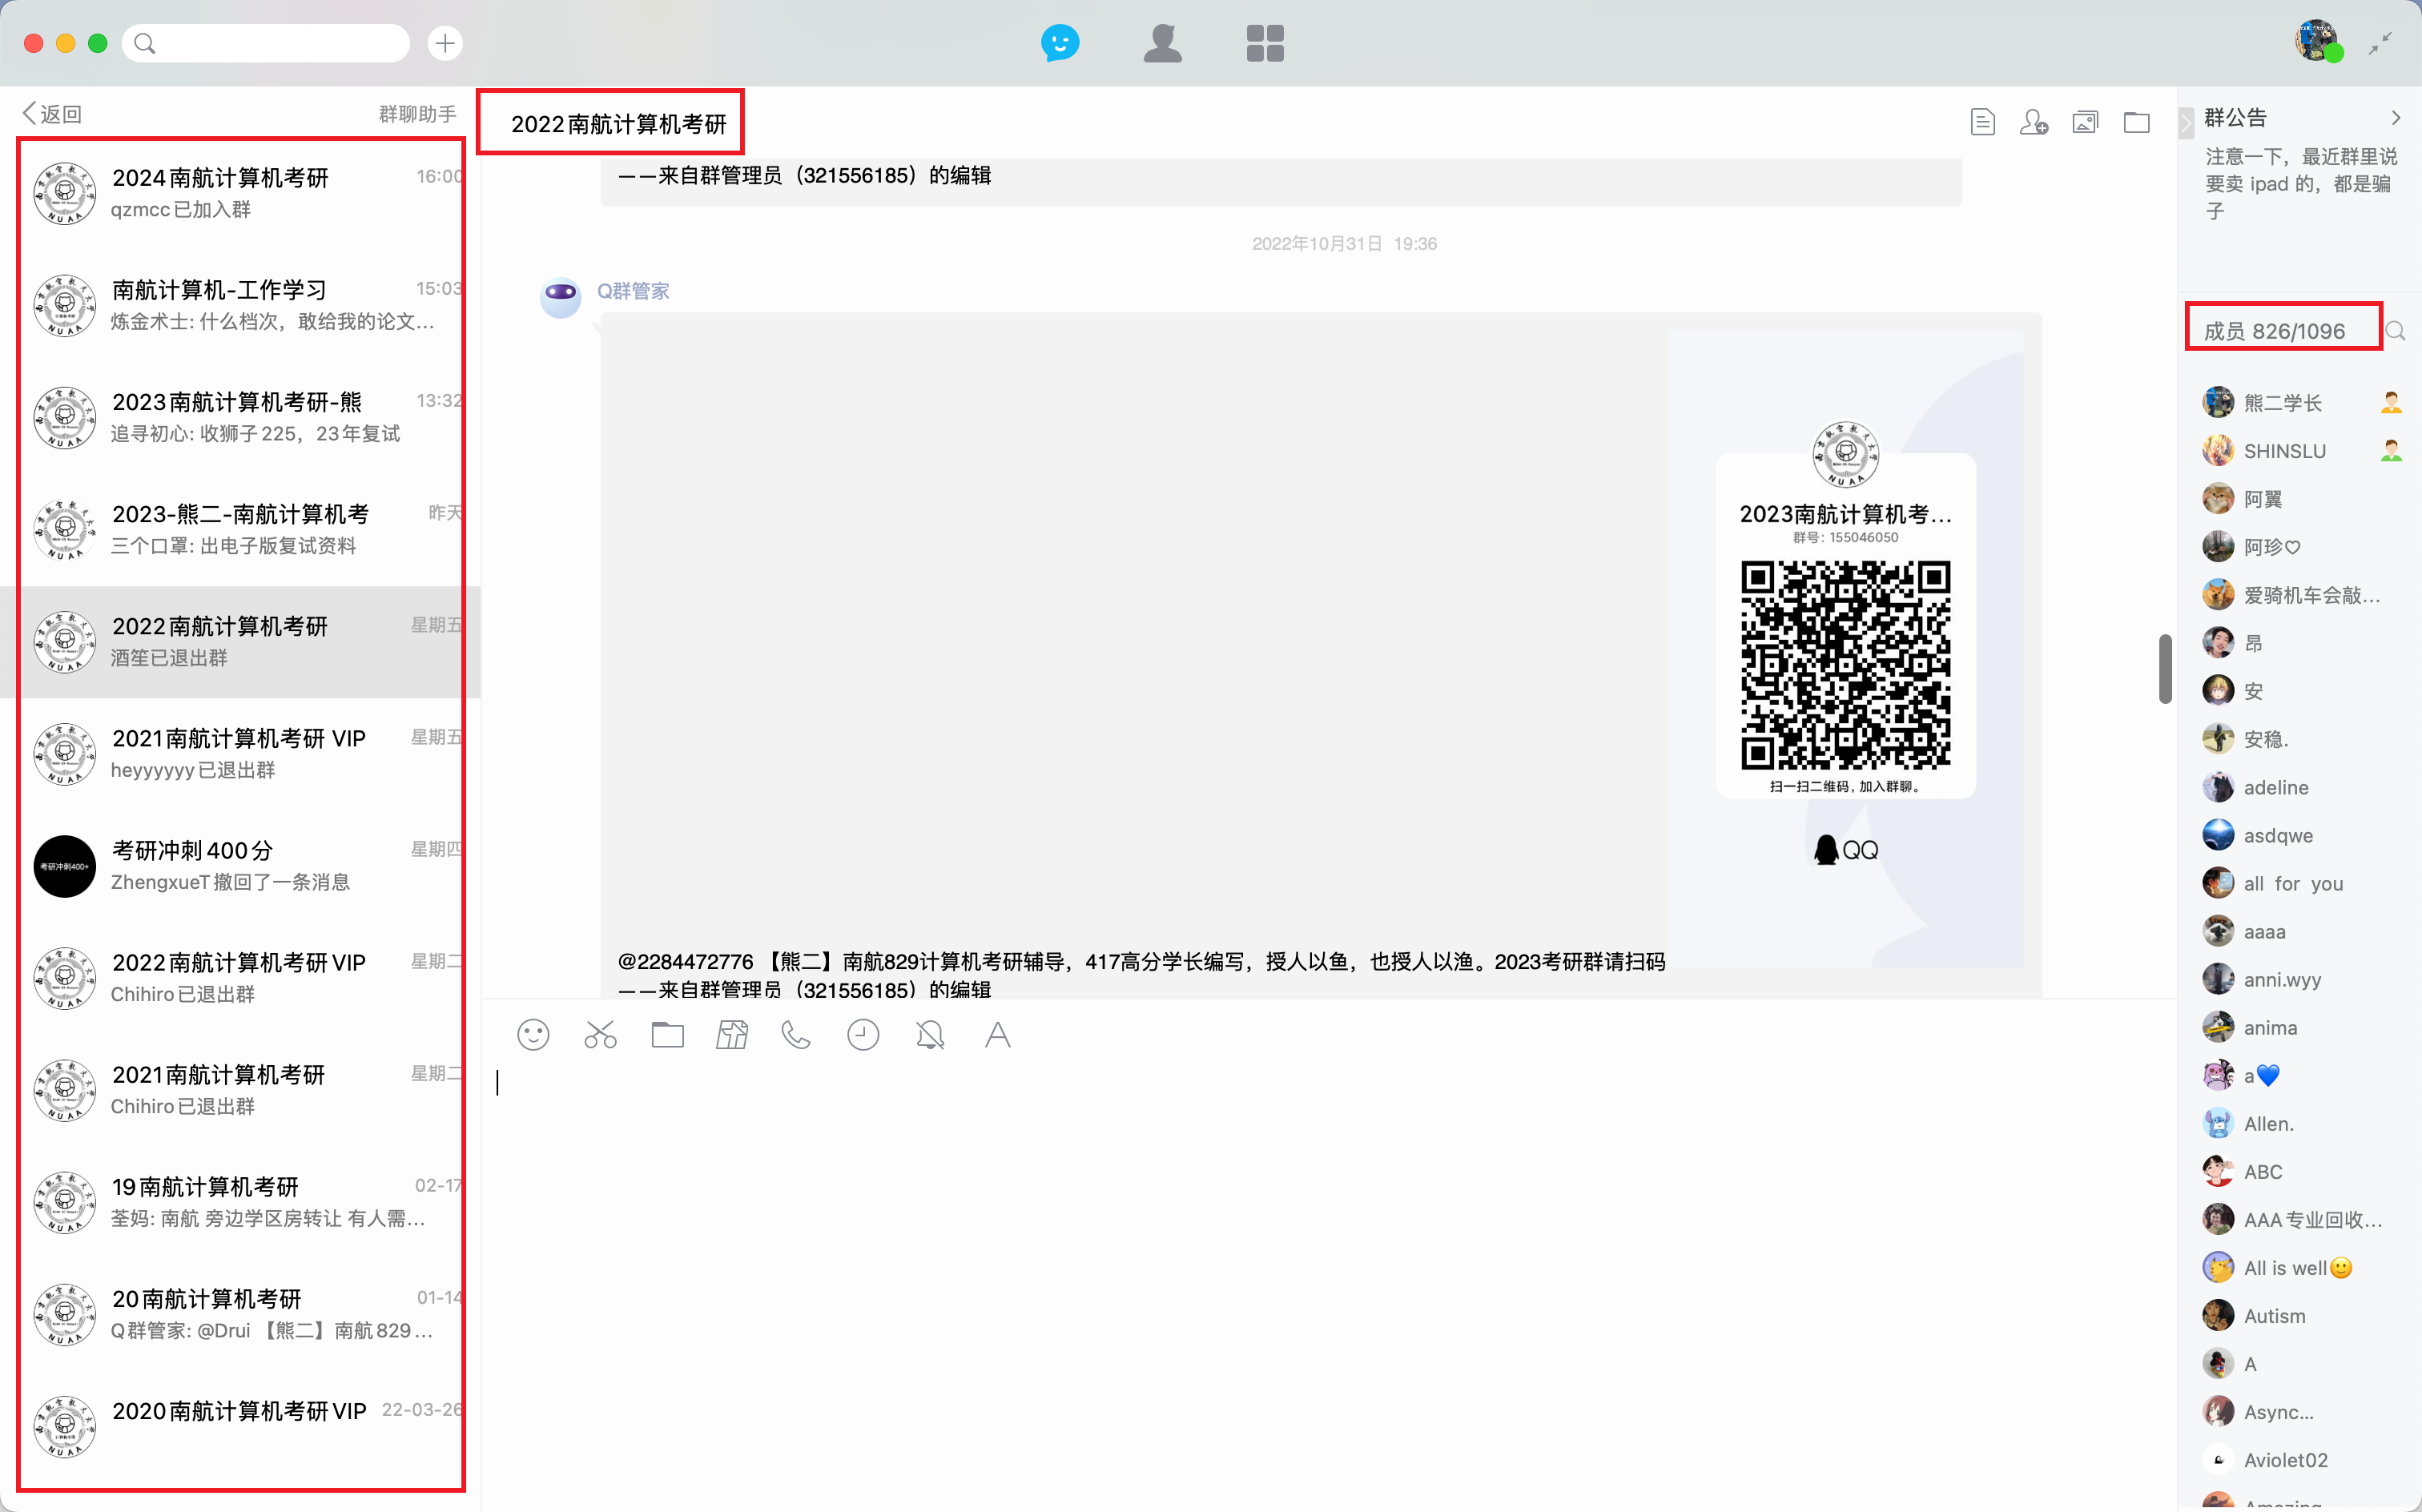 返回
群聊助手
2024南航计算机考研
16:00
qzmcc已加入群
南航计算机-工作学习
15:03
炼金术士: 什么档次，敢给我的论文...
2023南航计算机考研-熊
13:32
追寻初心: 收狮子225，23年复试
2023-熊二-南航计算机考
昨天
三个口罩: 出电子版复试资料
2022南航计算机考研
星期五
酒笙已退出群
2021南航计算机考研 VIP
星期五
heyyyyyy已退出群
考研冲刺400+
考研冲刺400分
星期四
ZhengxueT撤回了一条消息
2022南航计算机考研VIP
星期二
Chihiro已退出群
2021南航计算机考研
星期二
Chihiro已退出群
19南航计算机考研
02-17
荃妈: 南航 旁边学区房转让 有人需...
20南航计算机考研
01-14
Q群管家: @Drui 【熊二】南航829...
2020南航计算机考研VIP
22-03-26
2022南航计算机考研
——来自群管理员（321556185）的编辑
2022年10月31日 19:36
Q群管家
NUAA
2023南航计算机考...
群号: 155046050
扫一扫二维码，加入群聊。
QQ
@2284472776 【熊二】南航829计算机考研辅导，417高分学长编写，授人以鱼，也授人以渔。2023考研群请扫码
——来自群管理员（321556185）的编辑
群公告
注意一下，最近群里说
要卖 ipad 的，都是骗
子
成员 826/1096
熊二学长
SHINSLU
阿翼
阿珍♡
爱骑机车会敲...
昂
安
安稳.
adeline
asdqwe
all for you
aaaa
anni.wyy
anima
a💙
Allen.
ABC
AAA专业回收...
All is well🙂
Autism
A
Async...
Aviolet02